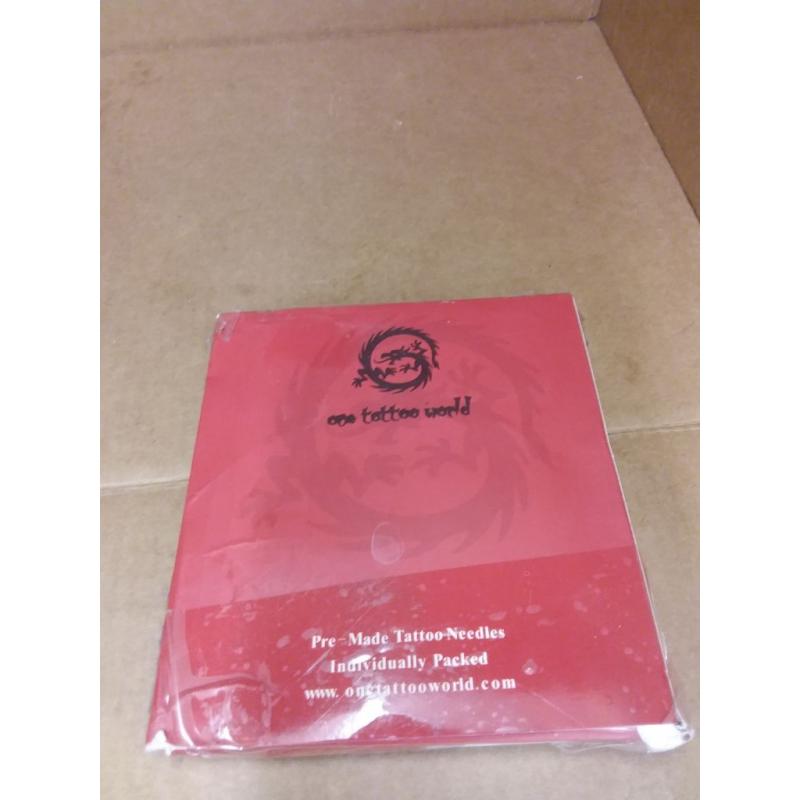 one tattoo world
Pre-Made Tattoo Needles
Individually Packed
www.onetattooworld.com